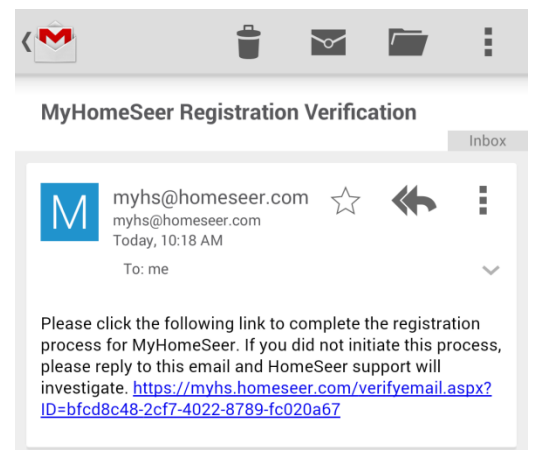 MyHomeSeer Registration Verification
Inbox
M
myhs@homeseer.com
myhs@homeseer.com
Today, 10:18 AM
To: me
Please click the following link to complete the registration
process for MyHomeSeer. If you did not initiate this process,
please reply to this email and HomeSeer support will
investigate. https://myhs.homeseer.com/verifyemail.aspx?
ID=bfcd8c48-2cf7-4022-8789-fc020a67